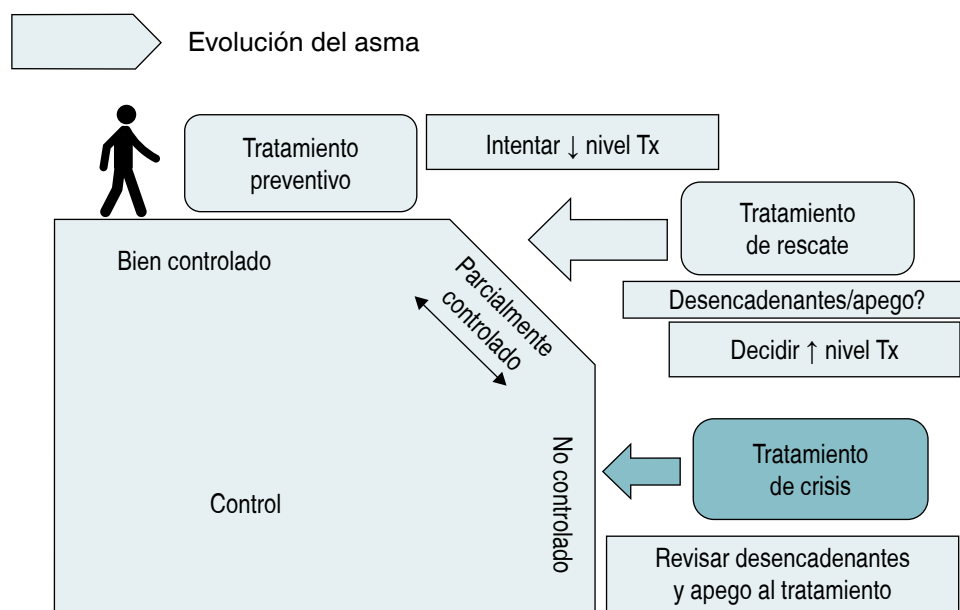 Evolución del asma
Tratamiento
preventivo
Intentar ↓ nivel Tx
Tratamiento
de rescate
Bien controlado
Parcialmente
controlado
Desencadenantes/apego?
Decidir ↑ nivel Tx
No controlado
Tratamiento
de crisis
Control
Revisar desencadenantes
y apego al tratamiento